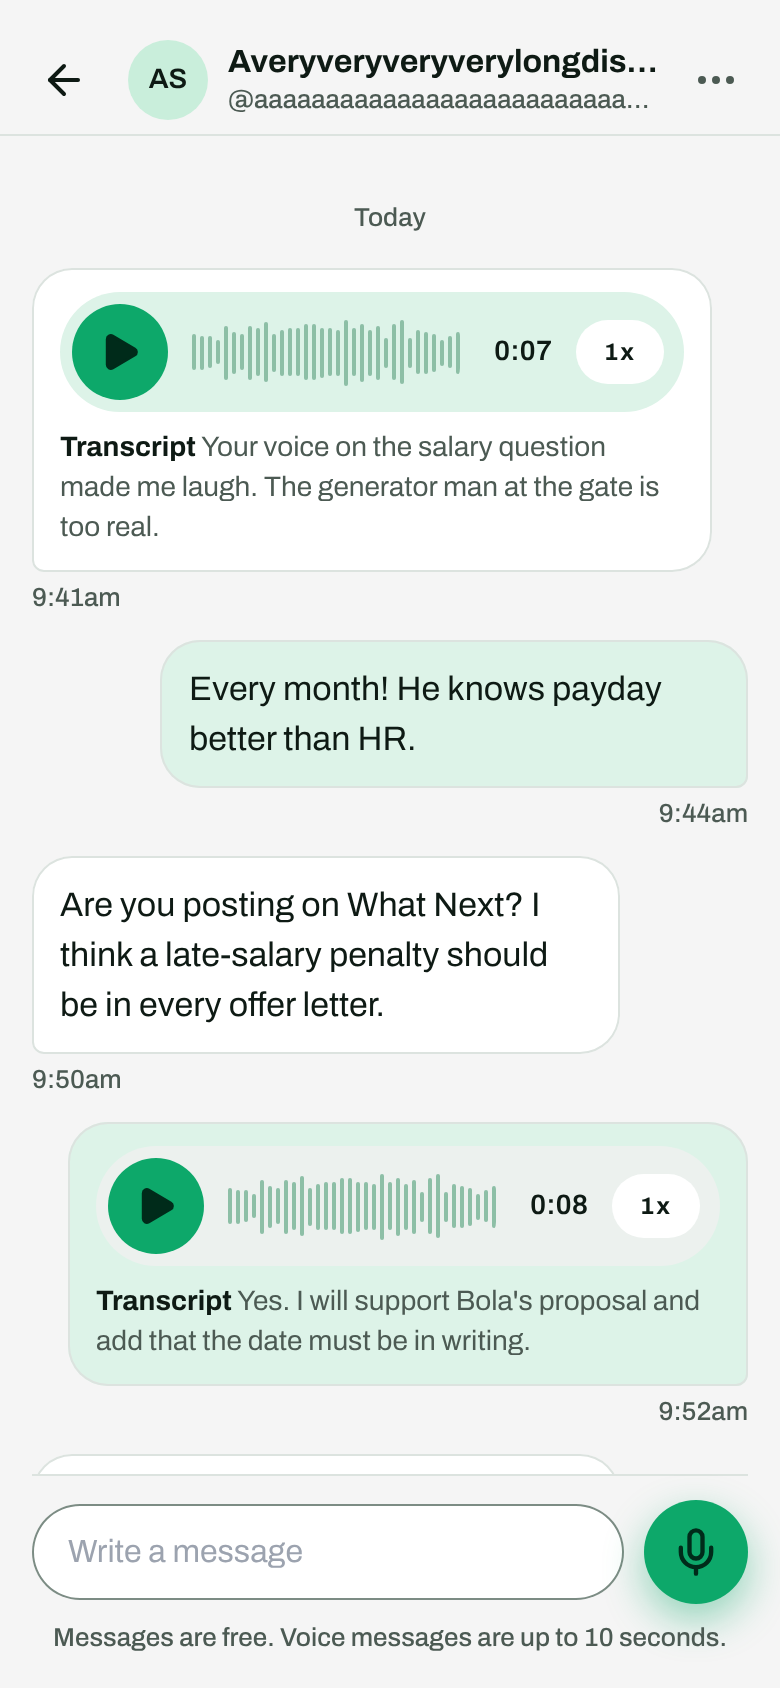 AS
Averyveryveryverylongdis...
@aaaaaaaaaaaaaaaaaaaaaaaaaa...
Today
0:07
1x
Transcript Your voice on the salary question
made me laugh. The generator man at the gate is
too real.
9:41am
Every month! He knows payday
better than HR.
9:44am
Are you posting on What Next? I
think a late-salary penalty should
be in every offer letter.
9:50am
0:08
1x
Transcript Yes. I will support Bola's proposal and
add that the date must be in writing.
9:52am
Write a message
Messages are free. Voice messages are up to 10 seconds.